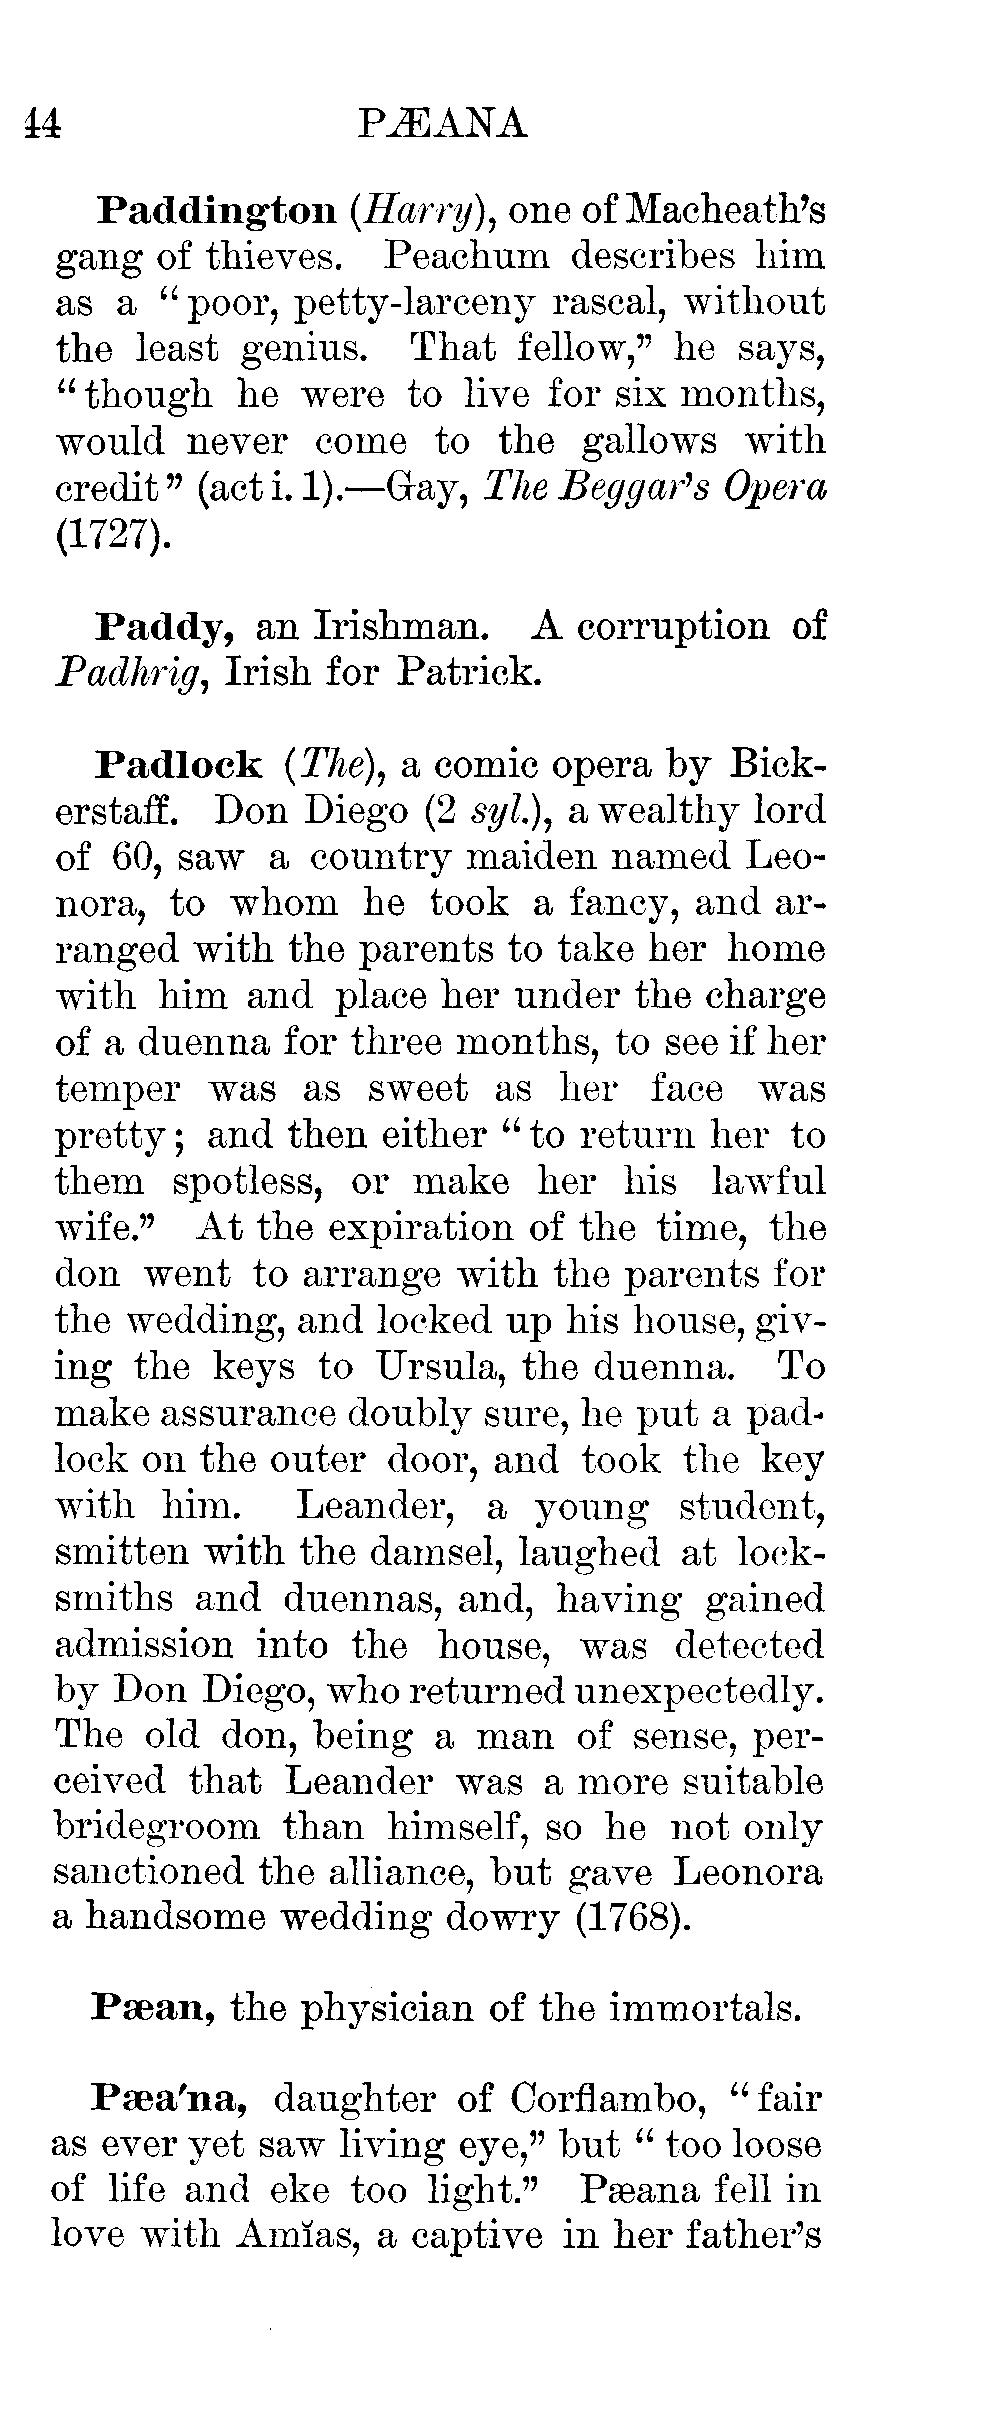 44 PÆANA
Paddington (Harry), one of Macheath's
gang of thieves. Peachum describes him
as a “poor, petty-larceny rascal, without
the least genius. That fellow,” he says,
“though he were to live for six months,
would never come to the gallows with
credit” (act i. 1).—Gay, The Beggar's Opera
(1727).
Paddy, an Irishman. A corruption of
Padhrig, Irish for Patrick.
Padlock (The), a comic opera by Bick-
erstaff. Don Diego (2 syl.), a wealthy lord
of 60, saw a country maiden named Leo-
nora, to whom he took a fancy, and ar-
ranged with the parents to take her home
with him and place her under the charge
of a duenna for three months, to see if her
temper was as sweet as her face was
pretty; and then either “to return her to
them spotless, or make her his lawful
wife.” At the expiration of the time, the
don went to arrange with the parents for
the wedding, and locked up his house, giv-
ing the keys to Ursula, the duenna. To
make assurance doubly sure, he put a pad-
lock on the outer door, and took the key
with him. Leander, a young student,
smitten with the damsel, laughed at lock-
smiths and duennas, and, having gained
admission into the house, was detected
by Don Diego, who returned unexpectedly.
The old don, being a man of sense, per-
ceived that Leander was a more suitable
bridegroom than himself, so he not only
sanctioned the alliance, but gave Leonora
a handsome wedding dowry (1768).
Pæan, the physician of the immortals.
Pæa'na, daughter of Corflambo, “fair
as ever yet saw living eye,” but “ too loose
of life and eke too light.” Pæana fell in
love with Amĭas, a captive in her father's